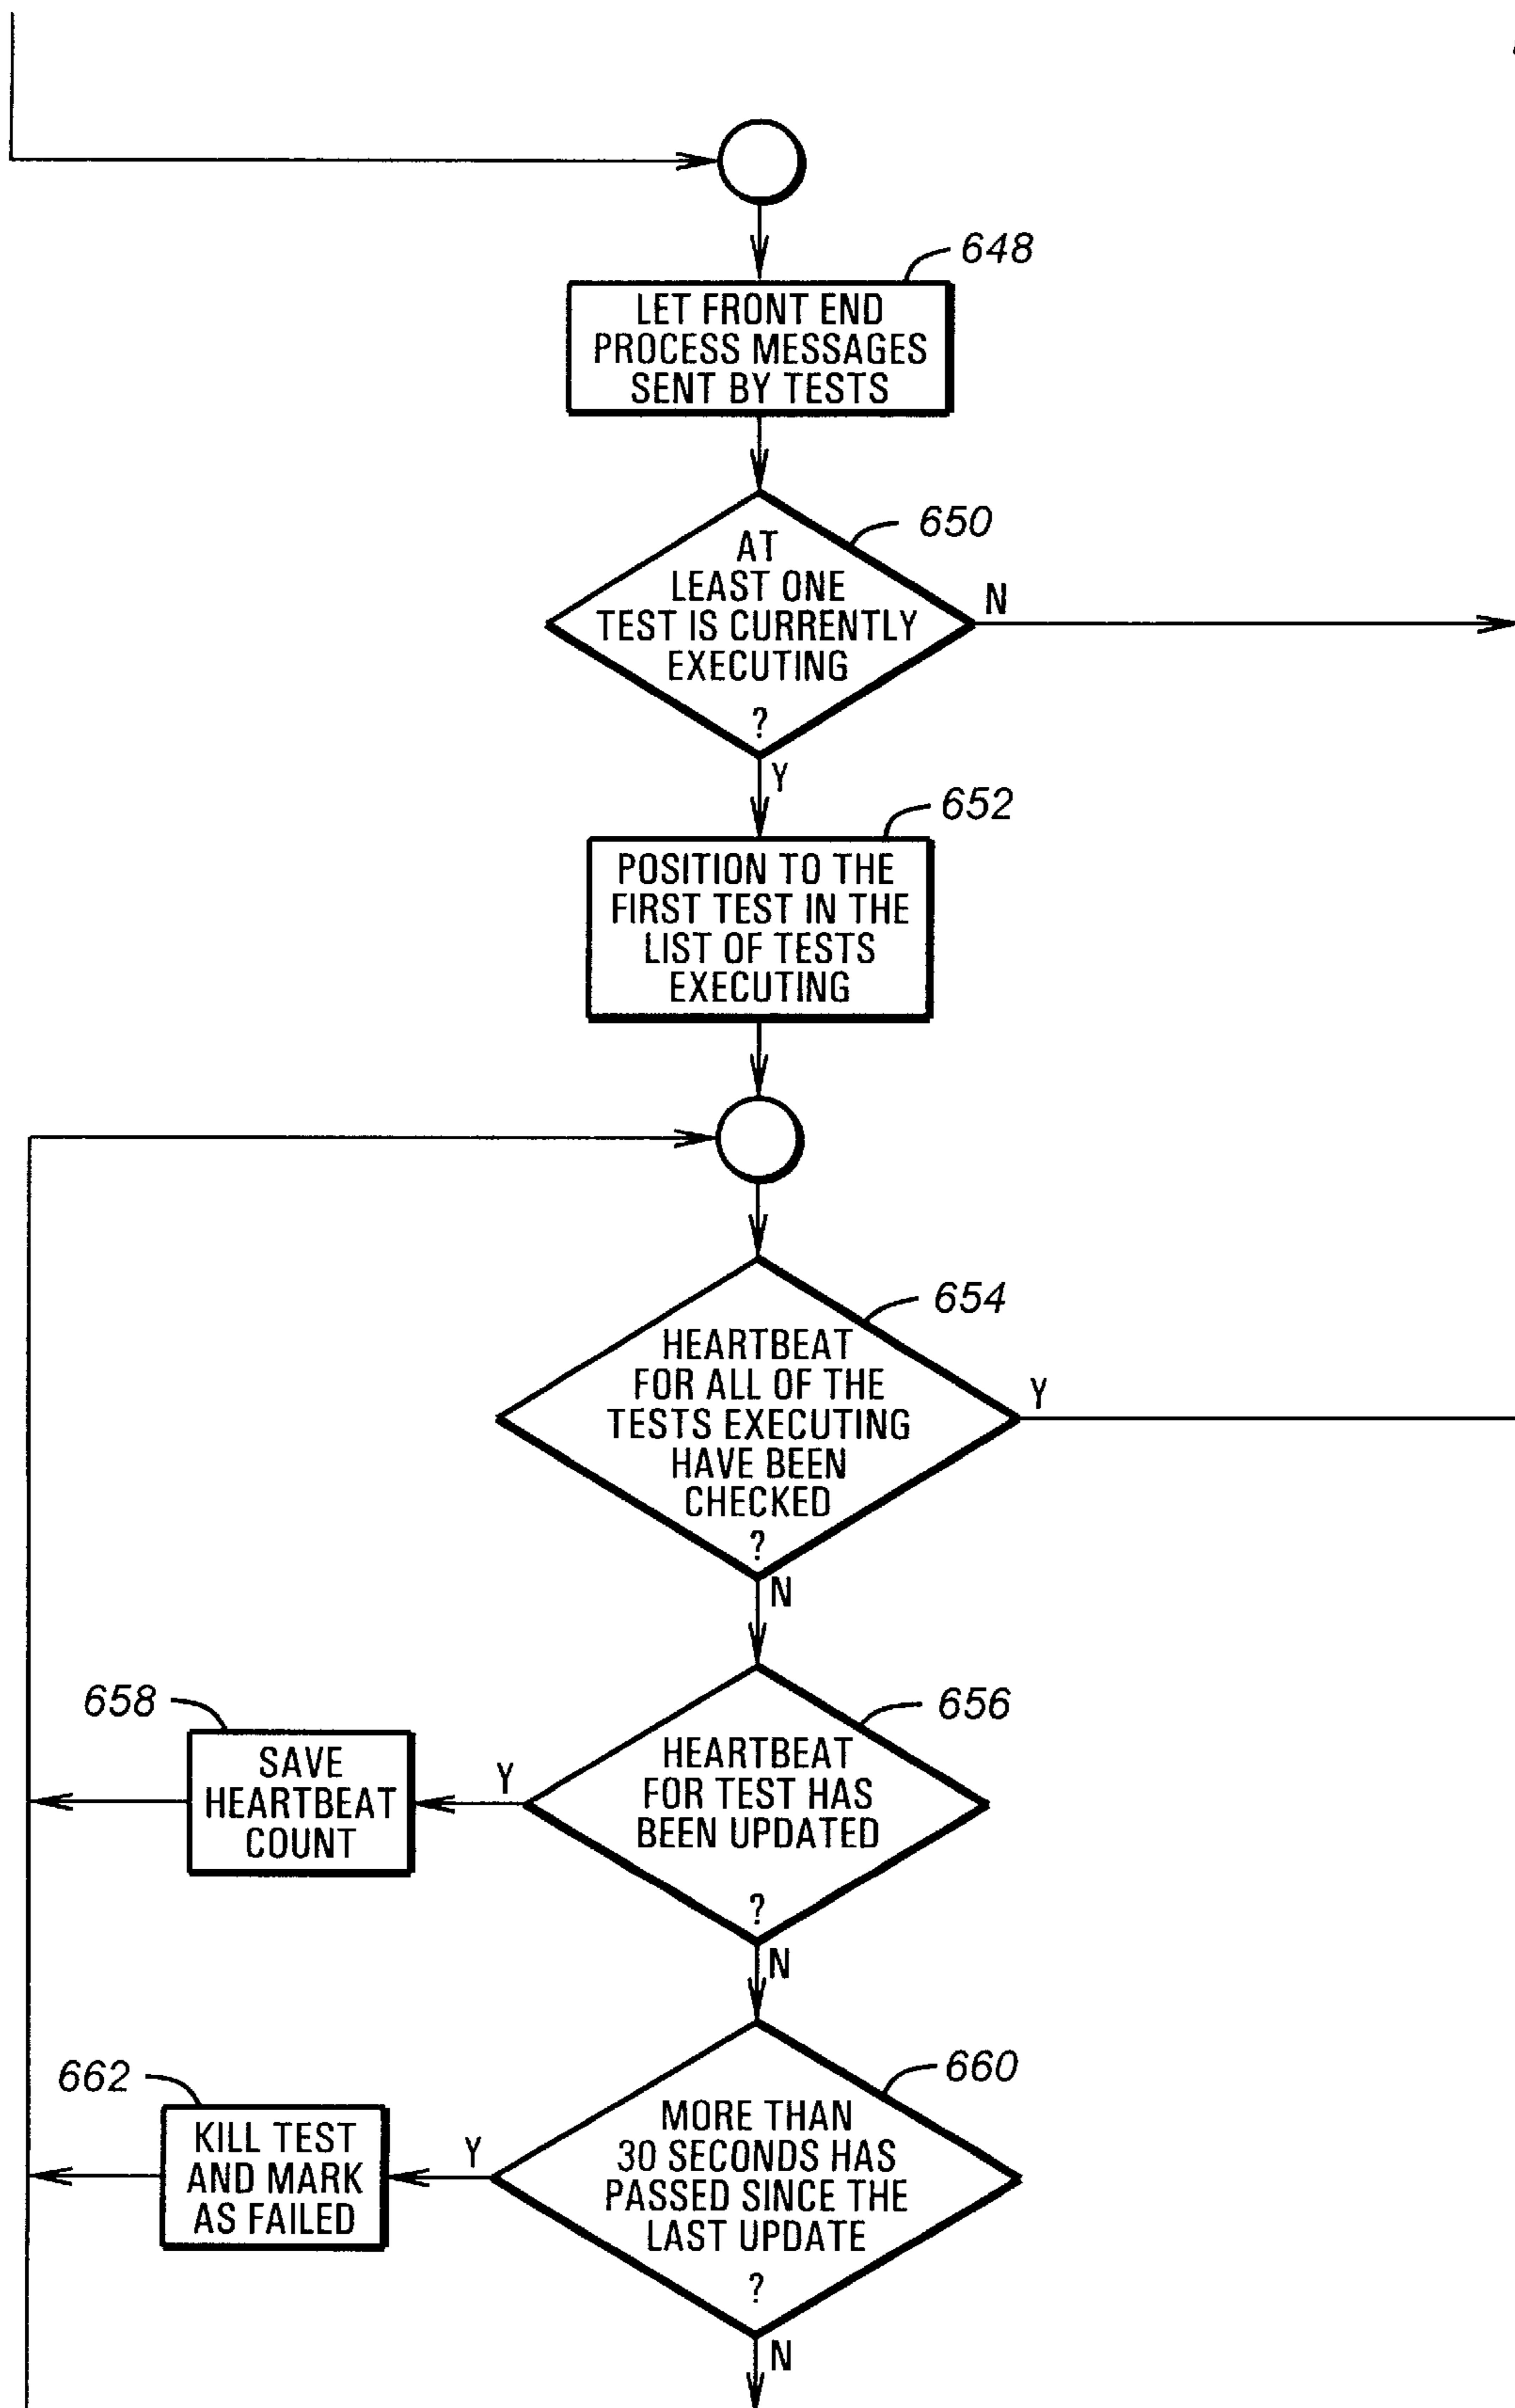 648
LET FRONT END
PROCESS MESSAGES
SENT BY TESTS
650
AT
LEAST ONE
TEST IS CURRENTLY
EXECUTING
?
N
Y
652
POSITION TO THE
FIRST TEST IN THE
LIST OF TESTS
EXECUTING
654
HEARTBEAT
FOR ALL OF THE
TESTS EXECUTING
HAVE BEEN
CHECKED
?
Y
N
658
SAVE
HEARTBEAT
COUNT
Y
656
HEARTBEAT
FOR TEST HAS
BEEN UPDATED
?
N
662
KILL TEST
AND MARK
AS FAILED
Y
660
MORE THAN
30 SECONDS HAS
PASSED SINCE THE
LAST UPDATE
?
N